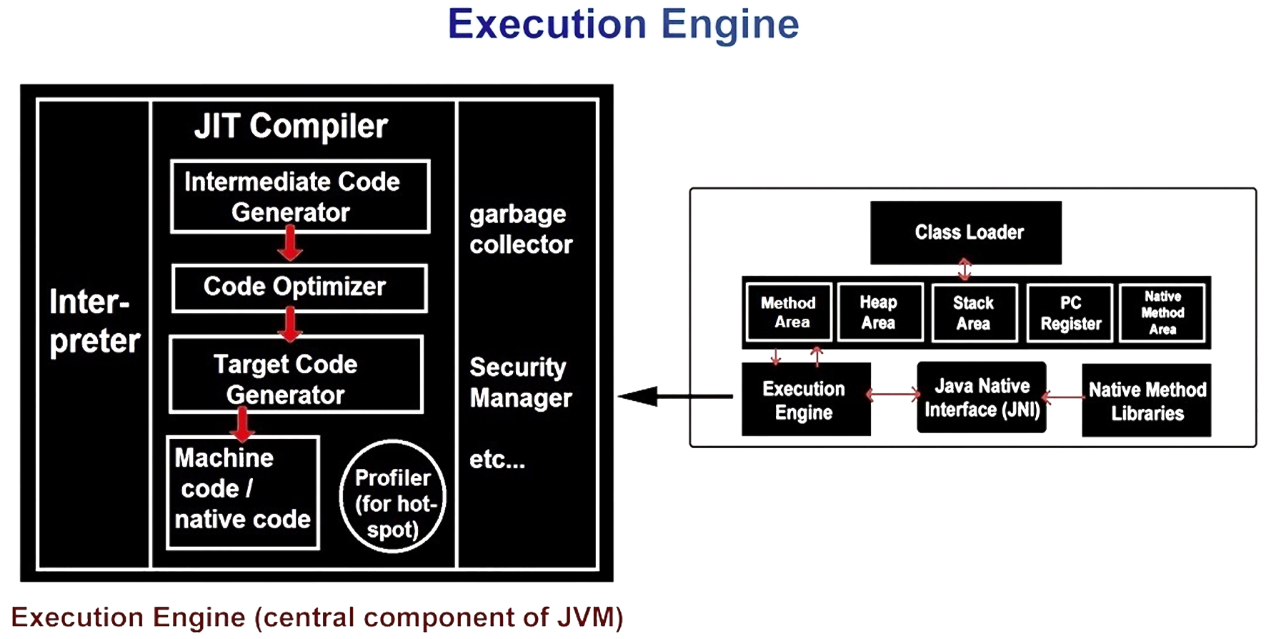 Execution Engine
Inter-
preter
JIT Compiler
Intermediate Code
Generator
Code Optimizer
Target Code
Generator
Machine
code /
native code
Profiler
(for hot-
spot)
garbage
collector
Security
Manager
etc...
Class Loader
Method
Area
Heap
Area
Stack
Area
PC
Register
Native
Method
Area
Execution
Engine
Java Native
Interface (JNI)
Native Method
Libraries
Execution Engine (central component of JVM)